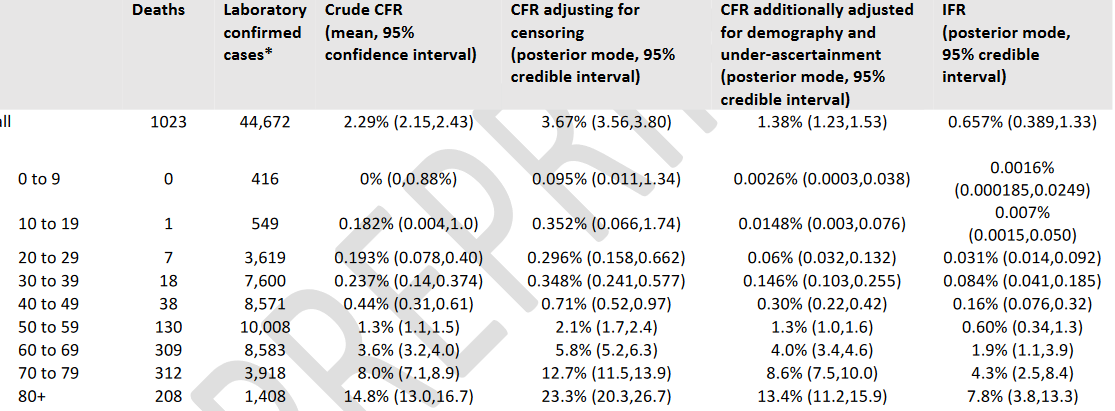 Deaths Laboratory confirmed cases* Crude CFR (mean, 95% confidence interval) CFR adjusting for censoring (posterior mode, 95% credible interval) CFR additionally adjusted for demography and under-ascertainment (posterior mode, 95% credible interval) IFR (posterior mode, 95% credible interval)
all 1023 44,672 2.29% (2.15,2.43) 3.67% (3.56,3.80) 1.38% (1.23,1.53) 0.657% (0.389,1.33)
0 to 9 0 416 0% (0,0.88%) 0.095% (0.011,1.34) 0.0026% (0.0003,0.038) 0.0016% (0.000185,0.0249)
10 to 19 1 549 0.182% (0.004,1.0) 0.352% (0.066,1.74) 0.0148% (0.003,0.076) 0.007% (0.0015,0.050)
20 to 29 7 3,619 0.193% (0.078,0.40) 0.296% (0.158,0.662) 0.06% (0.032,0.132) 0.031% (0.014,0.092)
30 to 39 18 7,600 0.237% (0.14,0.374) 0.348% (0.241,0.577) 0.146% (0.103,0.255) 0.084% (0.041,0.185)
40 to 49 38 8,571 0.44% (0.31,0.61) 0.71% (0.52,0.97) 0.30% (0.22,0.42) 0.16% (0.076,0.32)
50 to 59 130 10,008 1.3% (1.1,1.5) 2.1% (1.7,2.4) 1.3% (1.0,1.6) 0.60% (0.34,1.3)
60 to 69 309 8,583 3.6% (3.2,4.0) 5.8% (5.2,6.3) 4.0% (3.4,4.6) 1.9% (1.1,3.9)
70 to 79 312 3,918 8.0% (7.1,8.9) 12.7% (11.5,13.9) 8.6% (7.5,10.0) 4.3% (2.5,8.4)
80+ 208 1,408 14.8% (13.0,16.7) 23.3% (20.3,26.7) 13.4% (11.2,15.9) 7.8% (3.8,13.3)